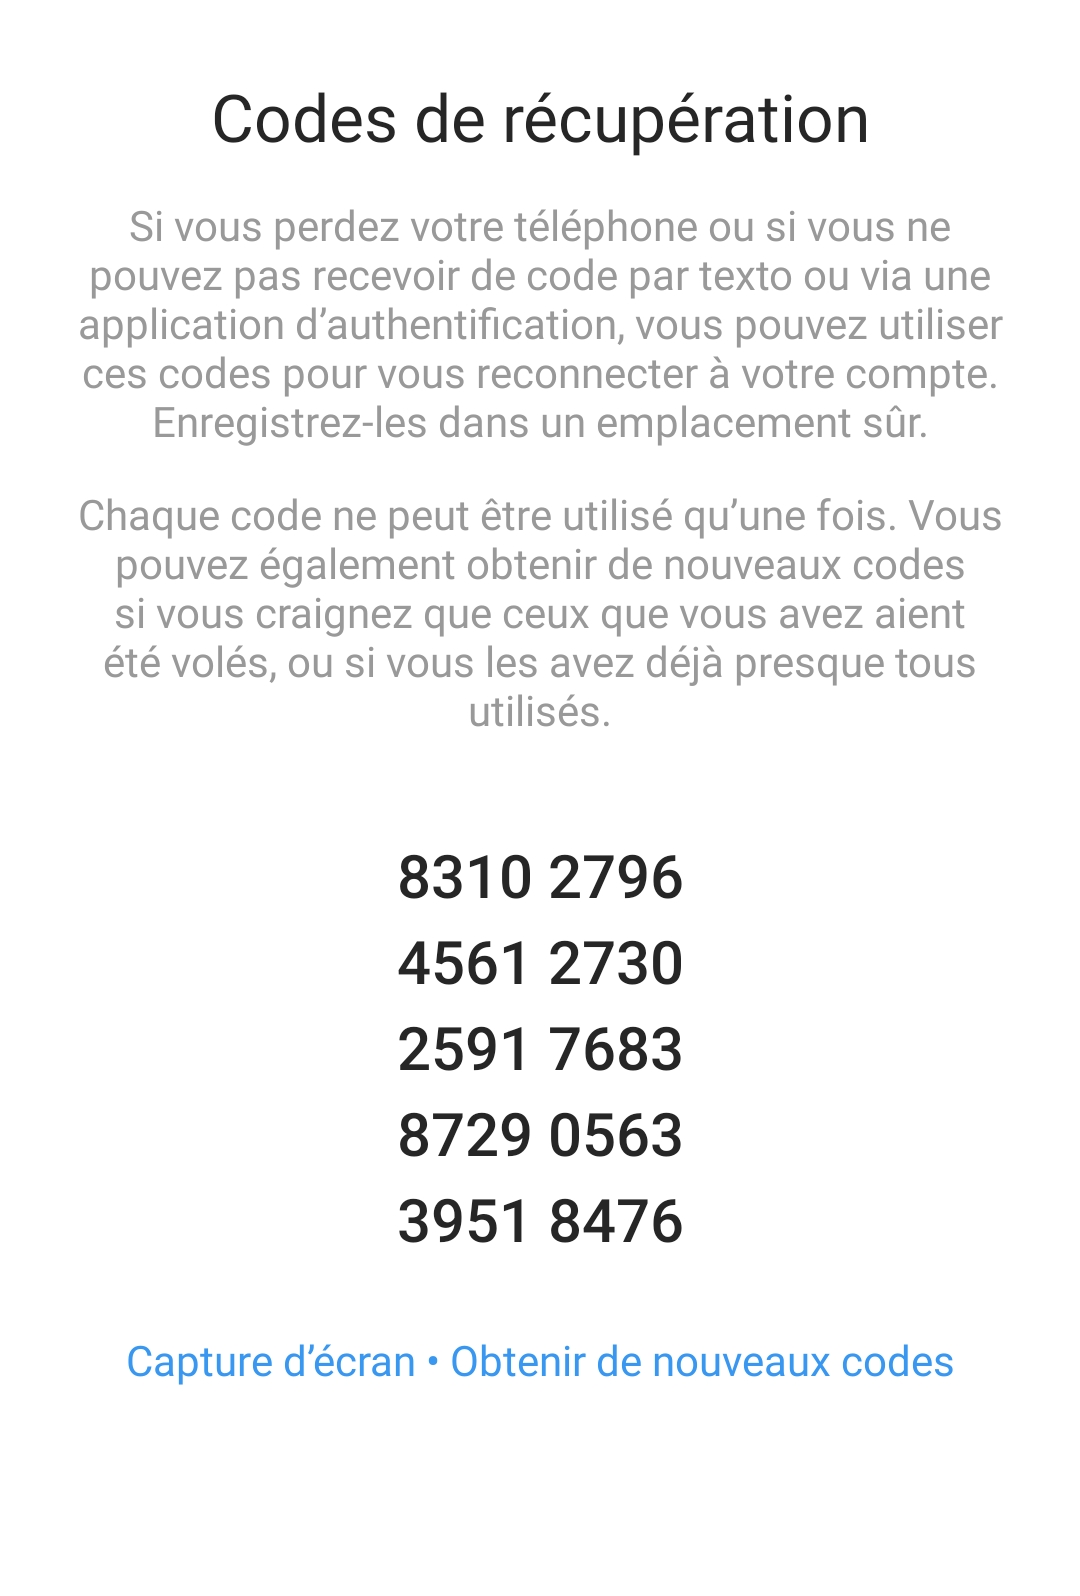 Codes de récupération
Si vous perdez votre téléphone ou si vous ne
pouvez pas recevoir de code par texto ou via une
application d’authentification, vous pouvez utiliser
ces codes pour vous reconnecter à votre compte.
Enregistrez-les dans un emplacement sûr.
Chaque code ne peut être utilisé qu’une fois. Vous
pouvez également obtenir de nouveaux codes
si vous craignez que ceux que vous avez aient
été volés, ou si vous les avez déjà presque tous
utilisés.
8310 2796
4561 2730
2591 7683
8729 0563
3951 8476
Capture d’écran • Obtenir de nouveaux codes